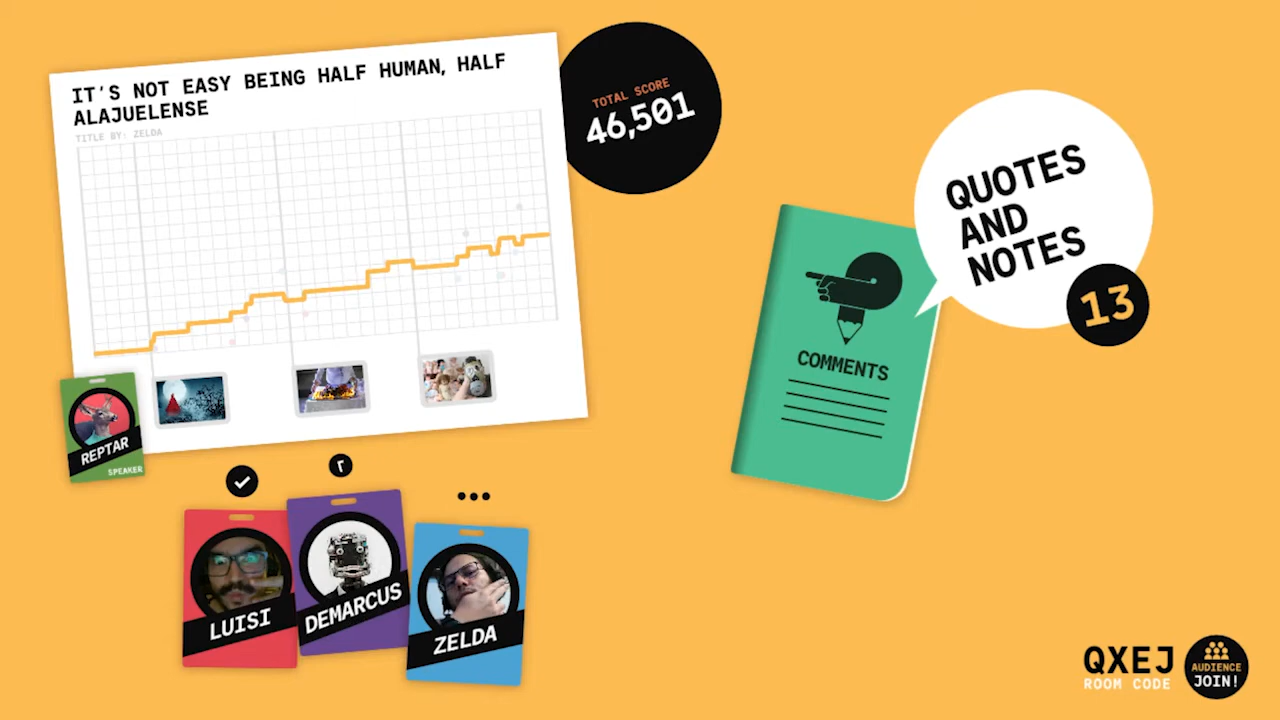 IT'S NOT EASY BEING HALF HUMAN, HALF
ALAJUELENSE
TITLE BY: ZELDA
TOTAL SCORE
46,501
QUOTES
AND
NOTES
13
COMMENTS
REPTAR
SPEAKER
LUISI
DEMARCUS
ZELDA
QXEJ
ROOM CODE
AUDIENCE
JOIN!